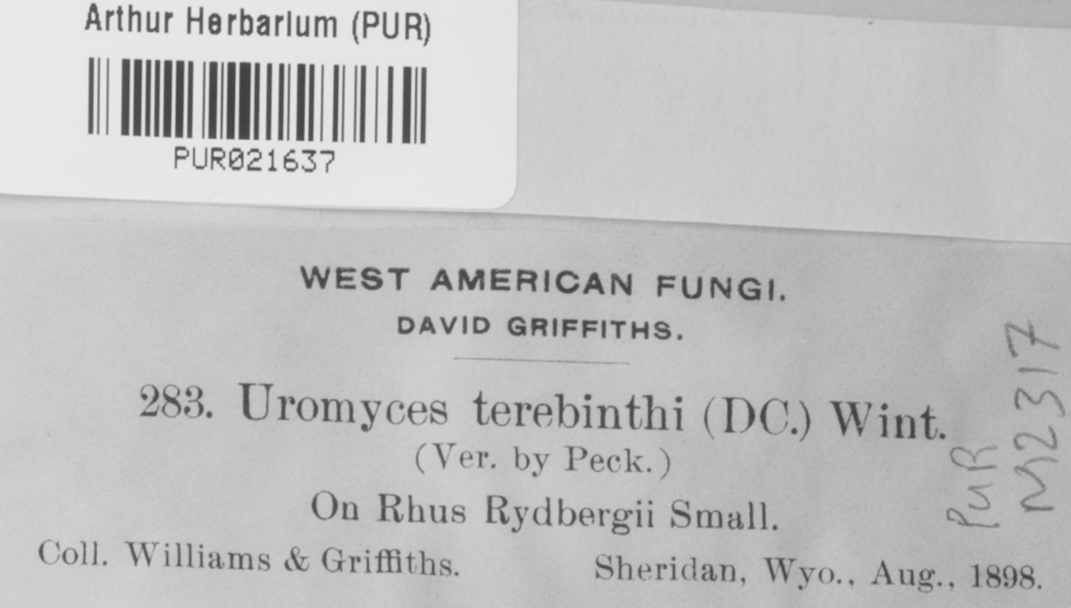 Arthur Herbarium (PUR)
PUR021637
WEST AMERICAN FUNGI.
DAVID GRIFFITHS.
283. Uromyces terebinthi (DC.) Wint.
(Ver. by Peck.)
On Rhus Rydbergii Small.
Coll. Williams & Griffiths. Sheridan, Wyo., Aug., 1898.
PUR
M2317